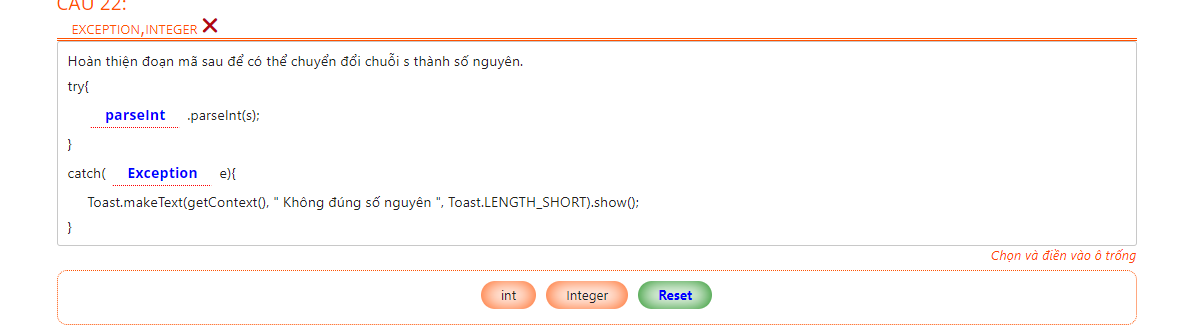 CÂU 22:
EXCEPTION,INTEGER
Hoàn thiện đoạn mã sau để có thể chuyển đổi chuỗi s thành số nguyên.
try{
parseInt .parseInt(s);
}
catch( Exception e){
Toast.makeText(getContext(), " Không đúng số nguyên ", Toast.LENGTH_SHORT).show();
}
Chọn và điền vào ô trống
int Integer Reset